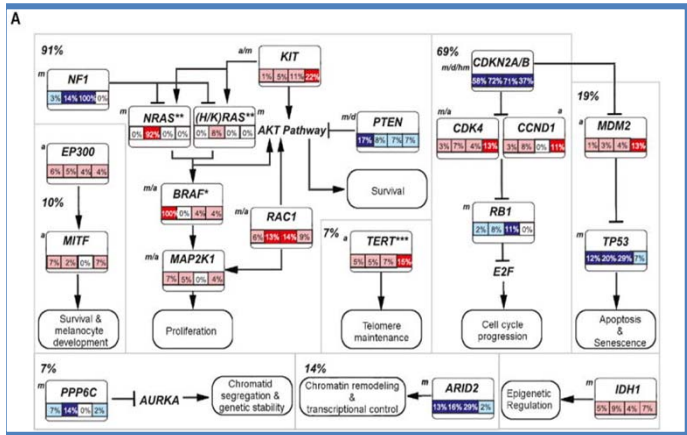 A
91%
a/m
KIT
1% 5% 11% 22%
m
NF1
3% 14% 100% 0%
m
NRAS**
0% 92% 0% 0%
(H/K)RAS**
m
0% 8% 0% 0%
AKT Pathway
m/d
PTEN
17% 8% 7% 7%
Survival
a
EP300
6% 5% 4% 4%
10%
m/a
MITF
7% 2% 0% 7%
Survival &
melanocyte
development
m/a
BRAF*
100% 0% 4% 4%
m/a
RAC1
6% 13% 14% 9%
m/a
MAP2K1
7% 5% 0% 4%
Proliferation
7%
a
TERT***
5% 5% 7% 15%
Telomere
maintenance
69%
m/d/hm
CDKN2A/B
58% 72% 71% 37%
m/a
CDK4
3% 7% 4% 13%
a
CCND1
3% 8% 0% 11%
m
RB1
2% 8% 11% 0%
E2F
Cell cycle
progression
19%
a
MDM2
1% 3% 4% 13%
m
TP53
12% 20% 29% 7%
Apoptosis
&
Senescence
7%
m
PPP6C
7% 14% 0% 2%
AURKA
Chromatid
segregation &
genetic stability
14%
Chromatin remodeling
&
transcriptional control
m
ARID2
13% 16% 29% 2%
Epigenetic
Regulation
m
IDH1
5% 9% 4% 7%